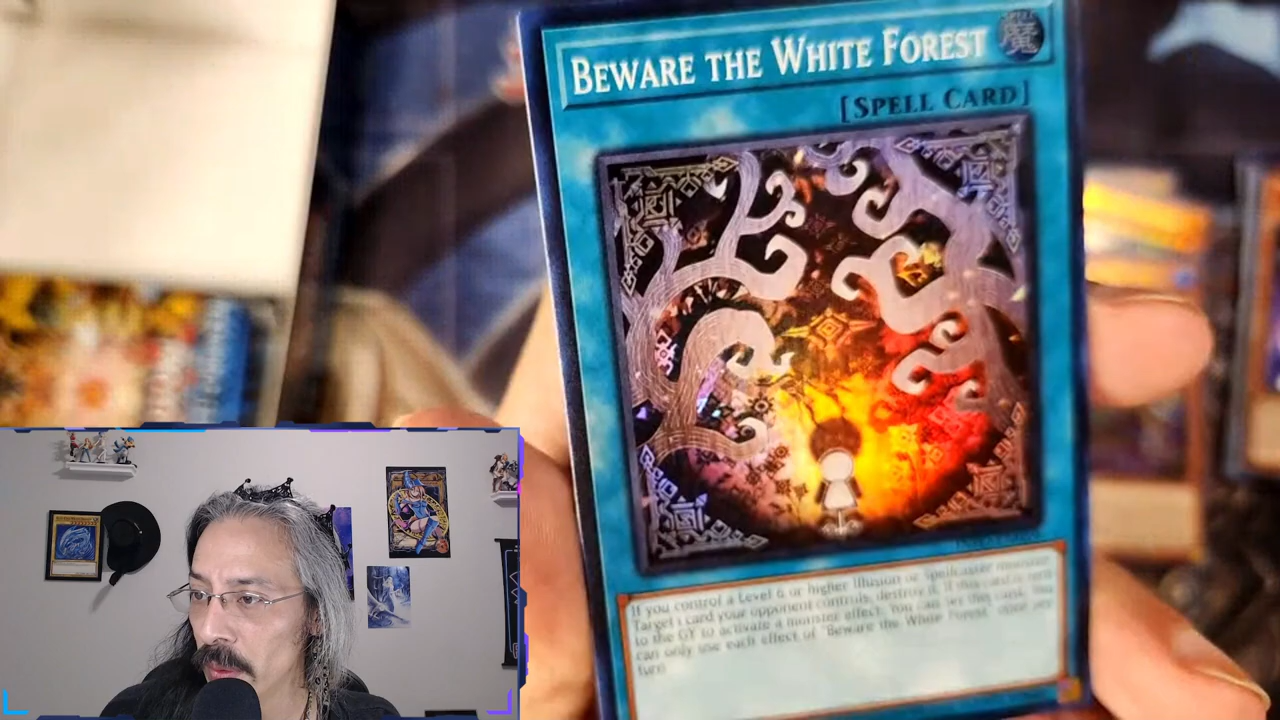 BEWARE THE WHITE FOREST
魔
[SPELL CARD]
If you control a Level 6 or higher Illusion or Spellcaster monster:
Target 1 card your opponent controls; destroy it. If this card is sent
to the GY to activate a monster effect: You can Set this card. You
can only use each effect of "Beware the White Forest" once per
turn.